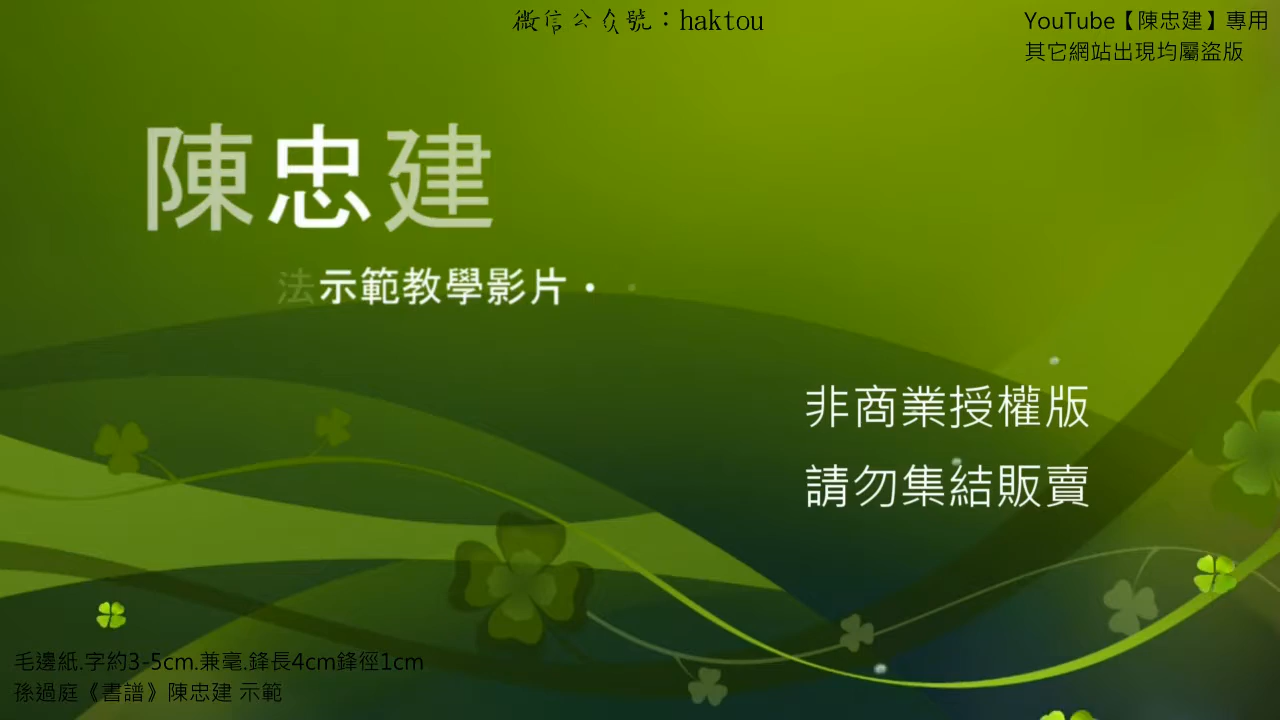 微信公众號：haktou
YouTube【陳忠建】專用
其它網站出現均屬盜版
陳忠建
法示範教學影片・・
非商業授權版
請勿集結販賣
毛邊紙.字約3-5cm.兼毫.鋒長4cm鋒徑1cm
孫過庭《書譜》陳忠建 示範